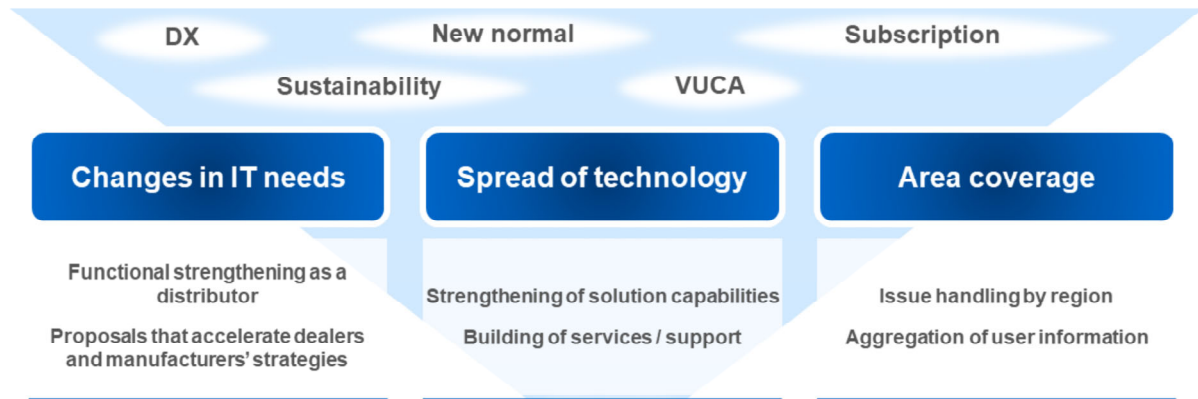 DX
New normal
Subscription
Sustainability
VUCA
Changes in IT needs
Spread of technology
Area coverage
Functional strengthening as a
distributor
Proposals that accelerate dealers
and manufacturers' strategies
Strengthening of solution capabilities
Building of services / support
Issue handling by region
Aggregation of user information